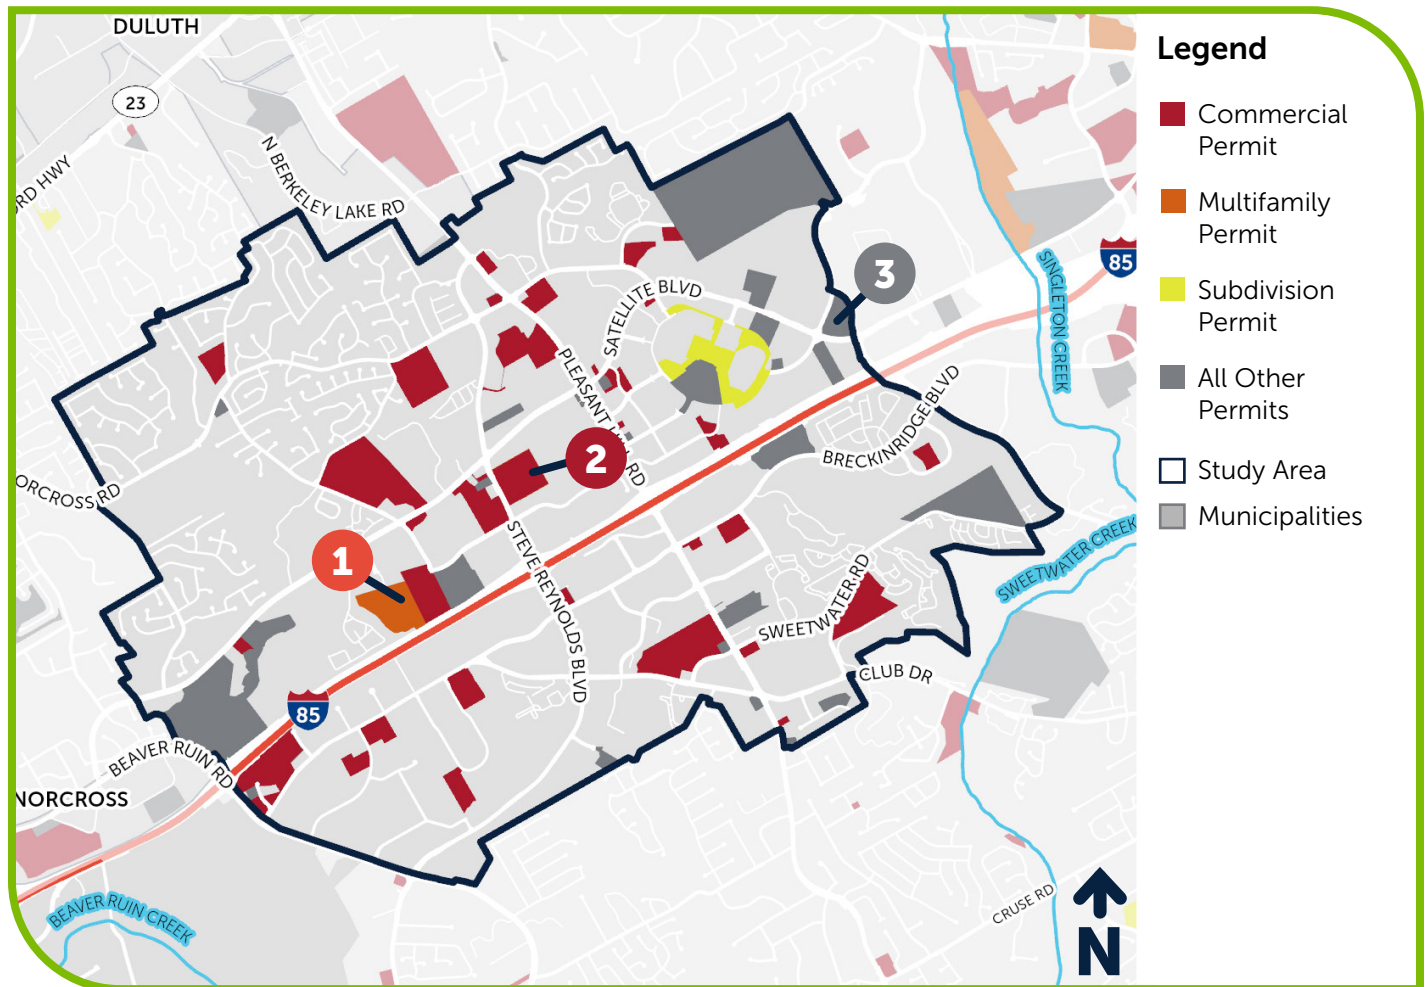 DULUTH
23
RD HWY
N BERKELEY LAKE RD
85
SINGLETON CREEK
3
SATELLITE BLVD
PLEASANT HILL RD
BRECKINRIDGE BLVD
2
ORCROSS RD
STEVE REYNOLDS BLVD
1
SWEETWATER CREEK
SWEETWATER RD
CLUB DR
85
BEAVER RUIN RD
NORCROSS
BEAVER RUIN CREEK
CRUSE RD
N
Legend
Commercial
Permit
Multifamily
Permit
Subdivision
Permit
All Other
Permits
Study Area
Municipalities